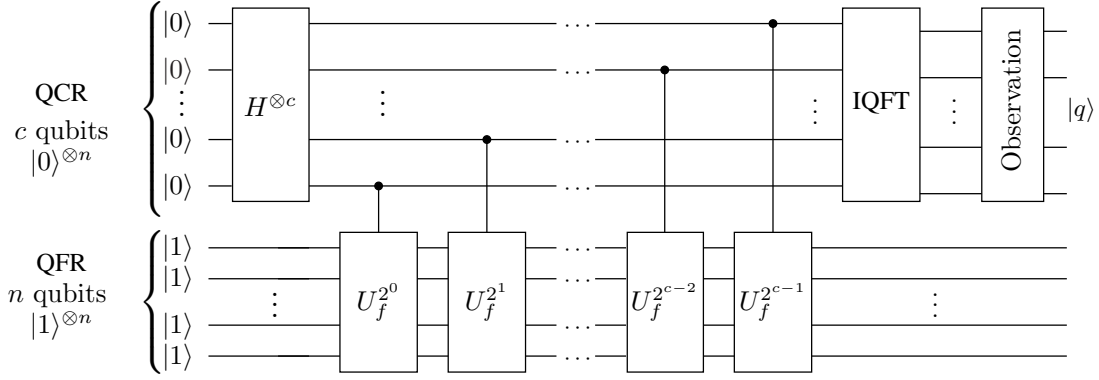 |0⟩ ... 
|0⟩ ...
QCR ⋮ H^{⊗c} ⋮ ⋮ IQFT ⋮ Observation |q⟩
c qubits |0⟩
|0⟩^{⊗n}
|0⟩ ...
|1⟩ ...
QFR |1⟩
n qubits ⋮ U_f^{2^0} U_f^{2^1} U_f^{2^{c-2}} U_f^{2^{c-1}} ⋮
|1⟩^{⊗n} |1⟩ ...
|1⟩ ...